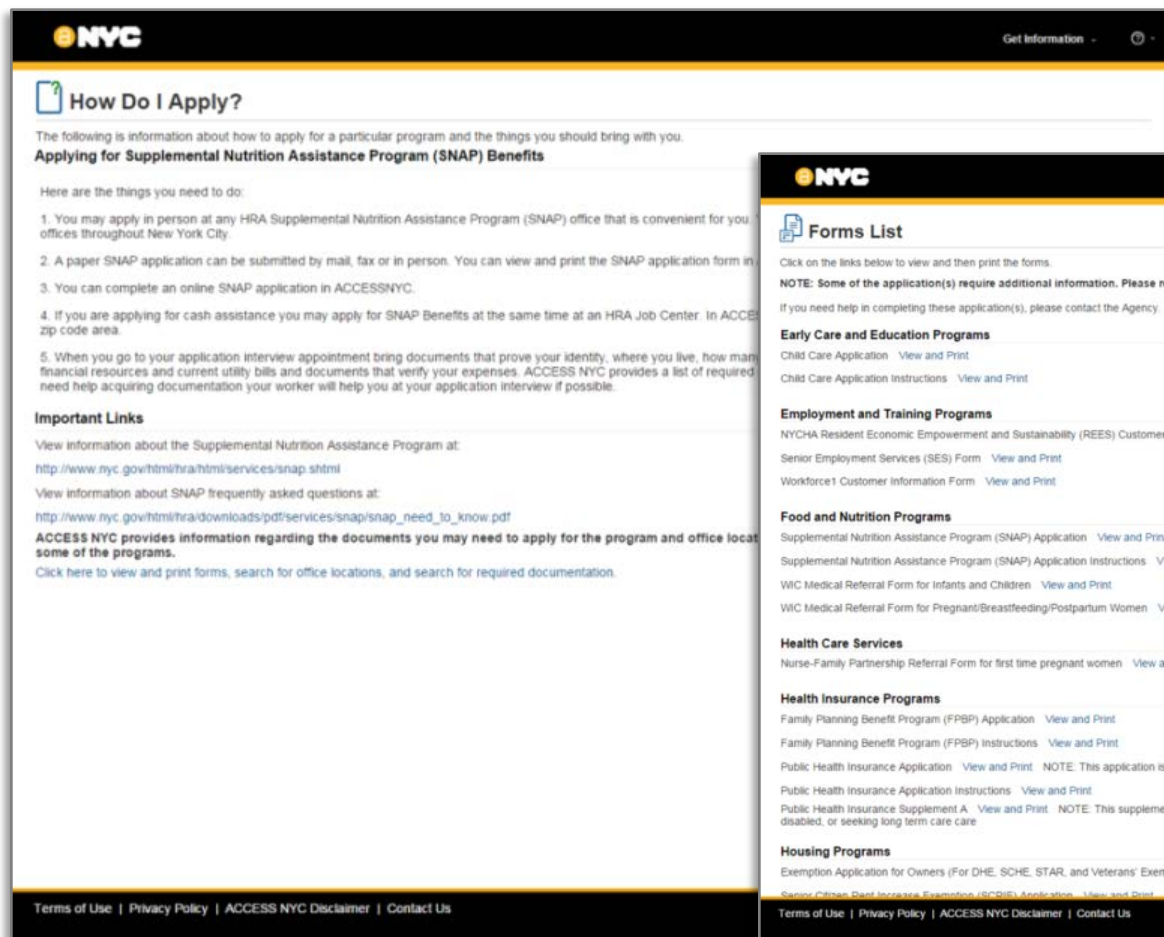 NYC
Get Information
How Do I Apply?
The following is information about how to apply for a particular program and the things you should bring with you.
Applying for Supplemental Nutrition Assistance Program (SNAP) Benefits
Here are the things you need to do:
1. You may apply in person at any HRA Supplemental Nutrition Assistance Program (SNAP) office that is convenient for you.
offices throughout New York City.
2. A paper SNAP application can be submitted by mail, fax or in person. You can view and print the SNAP application form in
3. You can complete an online SNAP application in ACCESSNYC.
4. If you are applying for cash assistance you may apply for SNAP Benefits at the same time at an HRA Job Center. In
zip code area.
5. When you go to your application interview appointment bring documents that prove your identity, where you live, how
financial resources and current utility bills and documents that verify your expenses. ACCESS NYC provides a list of required
need help acquiring documentation your worker will help you at your application interview if possible.
Important Links
View information about the Supplemental Nutrition Assistance Program at:
http://www.nyc.gov/html/hra/html/services/snap.shtml
View information about SNAP frequently asked questions at:
http://www.nyc.gov/html/hra/downloads/pdf/services/snap/snap_need_to_know.pdf
ACCESS NYC provides information regarding the documents you may need to apply for the program and office
some of the programs.
Click here to view and print forms, search for office locations, and search for required documentation.
Terms of Use | Privacy Policy | ACCESS NYC Disclaimer | Contact Us
NYC
Forms List
Click on the links below to view and then print the forms.
NOTE: Some of the application(s) require additional information. Please
If you need help in completing these application(s), please contact the Agency.
Early Care and Education Programs
Child Care Application View and Print
Child Care Application Instructions View and Print
Employment and Training Programs
NYCHA Resident Economic Empowerment and Sustainability (REES) Customer
Senior Employment Services (SES) Form View and Print
Workforce1 Customer Information Form View and Print
Food and Nutrition Programs
Supplemental Nutrition Assistance Program (SNAP) Application View and Prin
Supplemental Nutrition Assistance Program (SNAP) Application Instructions
WIC Medical Referral Form for Infants and Children View and Print
WIC Medical Referral Form for Pregnant/Breastfeeding/Postpartum Women
Health Care Services
Nurse-Family Partnership Referral Form for first time pregnant women View
Health Insurance Programs
Family Planning Benefit Program (FPBP) Application View and Print
Family Planning Benefit Program (FPBP) Instructions View and Print
Public Health Insurance Application View and Print NOTE: This application is
Public Health Insurance Application Instructions View and Print
Public Health Insurance Supplement A View and Print NOTE: This suppleme
disabled, or seeking long term care care
Housing Programs
Exemption Application for Owners (For DHE, SCHE, STAR, and Veterans' Exem
Senior Citizen Rent Increase Exemption (SCRIE) Application View and Print
Terms of Use | Privacy Policy | ACCESS NYC Disclaimer | Contact Us